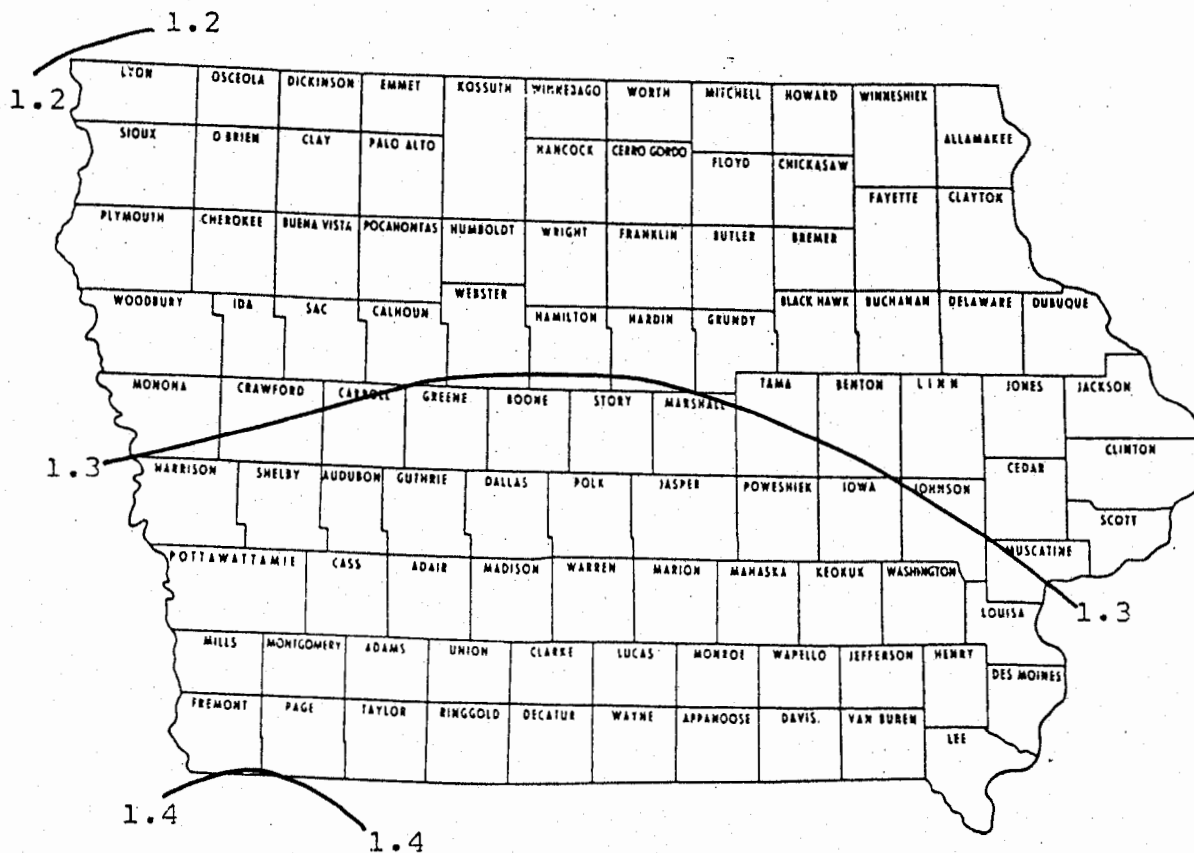 1.2
1.2
LYON OSCEOLA DICKINSON EMMET KOSSUTH WINNEBAGO WORTH MITCHELL HOWARD WINNESHIEK
ALLAMAKEE
SIOUX O BRIEN CLAY PALO ALTO HANCOCK CERRO GORDO FLOYD CHICKASAW
FAYETTE CLAYTON
PLYMOUTH CHEROKEE BUENA VISTA POCAHONTAS HUMBOLDT WRIGHT FRANKLIN BUTLER BREMER
WOODBURY IDA SAC CALHOUN WEBSTER HAMILTON HARDIN GRUNDY BLACK HAWK BUCHANAN DELAWARE DUBUQUE
MONONA CRAWFORD CARROLL GREENE BOONE STORY MARSHALL TAMA BENTON LINN JONES JACKSON
CLINTON
1.3
HARRISON SHELBY AUDUBON GUTHRIE DALLAS POLK JASPER POWESHIEK IOWA JOHNSON CEDAR
SCOTT
MUSCATINE
POTTAWATTAMIE CASS ADAIR MADISON WARREN MARION MAHASKA KEOKUK WASHINGTON
LOUISA
1.3
MILLS MONTGOMERY ADAMS UNION CLARKE LUCAS MONROE WAPELLO JEFFERSON HENRY
DES MOINES
FREMONT PAGE TAYLOR RINGGOLD DECATUR WAYNE APPANOOSE DAVIS. VAN BUREN
LEE
1.4
1.4